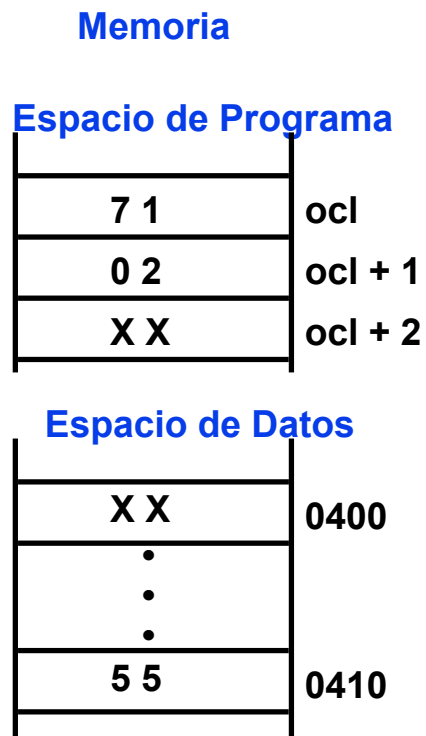 Memoria
Espacio de Programa
7 1 ocl
0 2 ocl + 1
X X ocl + 2
Espacio de Datos
X X 0400
5 5 0410